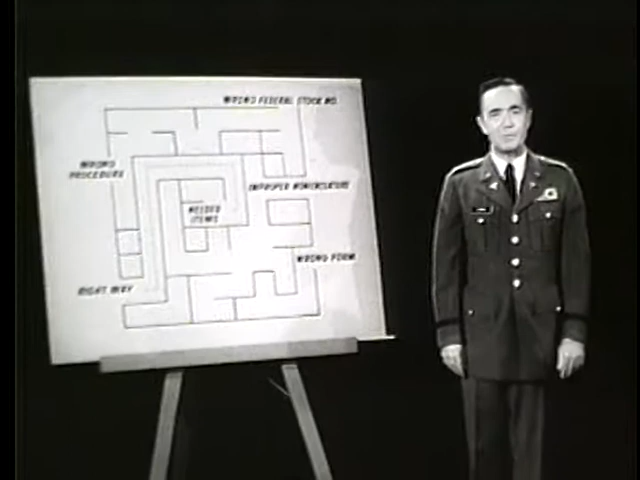 WRONG FEDERAL STOCK NO.
WRONG
PROCEDURE
IMPROPER NOMENCLATURE
NEEDED
ITEMS
WRONG FORM
RIGHT WAY